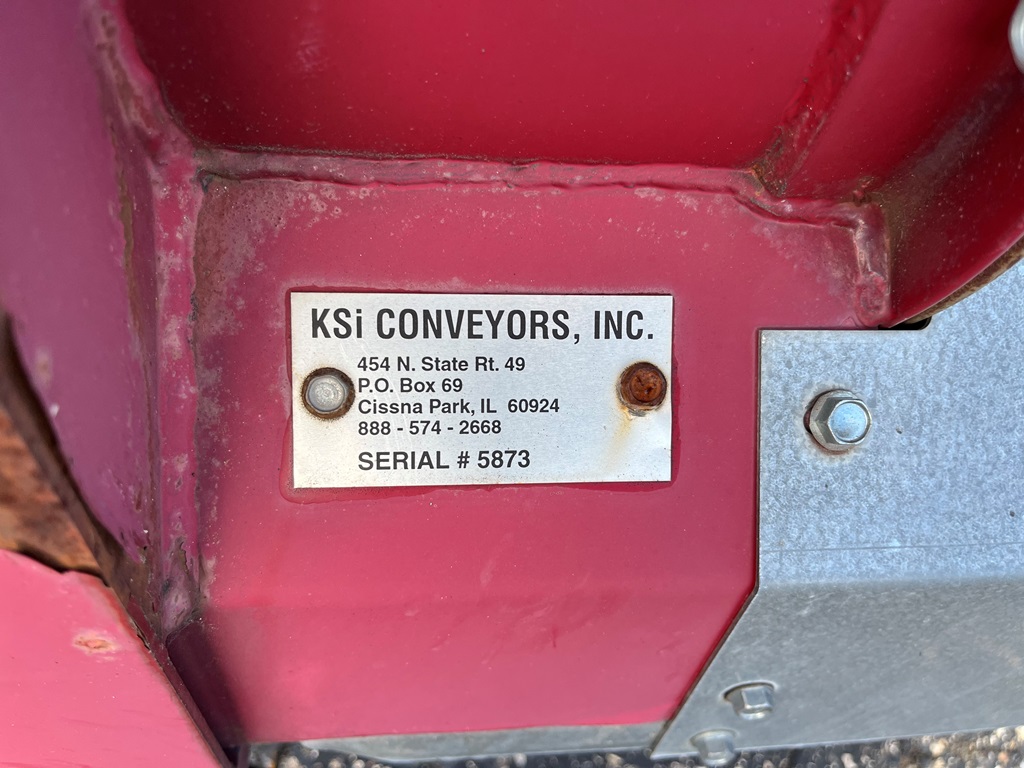 KSi CONVEYORS, INC.
454 N. State Rt. 49
P.O. Box 69
Cissna Park, IL 60924
888 - 574 - 2668
SERIAL # 5873